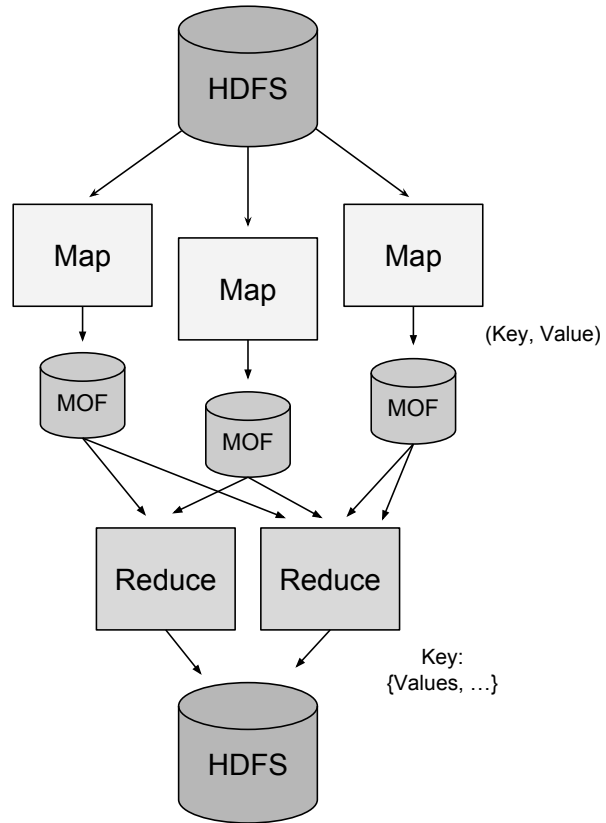 HDFS
Map
Map
Map
(Key, Value)
MOF
MOF
MOF
Reduce
Reduce
Key:
{Values, …}
HDFS